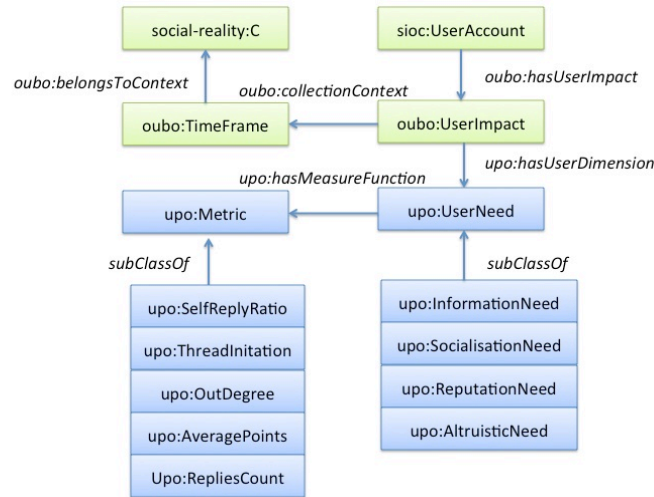 social-reality:C
sioc:UserAccount
oubo:belongsToContext
oubo:collectionContext
oubo:hasUserImpact
oubo:TimeFrame
oubo:UserImpact
upo:hasMeasureFunction
upo:hasUserDimension
upo:Metric
upo:UserNeed
subClassOf
subClassOf
upo:SelfReplyRatio
upo:ThreadInitation
upo:OutDegree
upo:AveragePoints
Upo:RepliesCount
upo:InformationNeed
upo:SocialisationNeed
upo:ReputationNeed
upo:AltruisticNeed